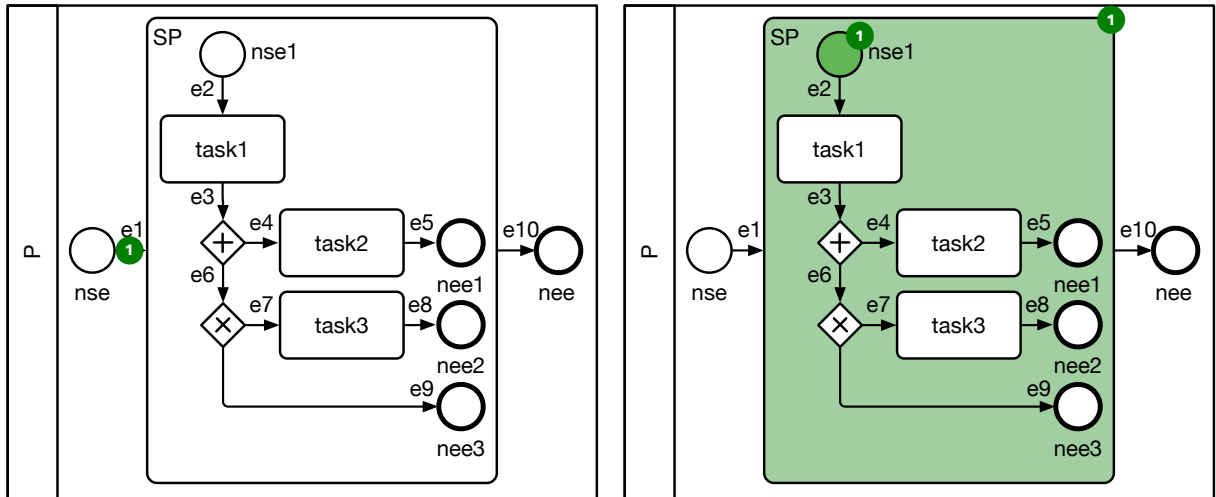 SP
nse1
e2
task1
e3
e1
1
e4
task2
e5
e10
P
nse
e6
nee1
nee
e7
task3
e8
nee2
e9
nee3
1
SP
1
nse1
e2
task1
e3
e1
e4
task2
e5
e10
P
nse
e6
nee1
nee
e7
task3
e8
nee2
e9
nee3